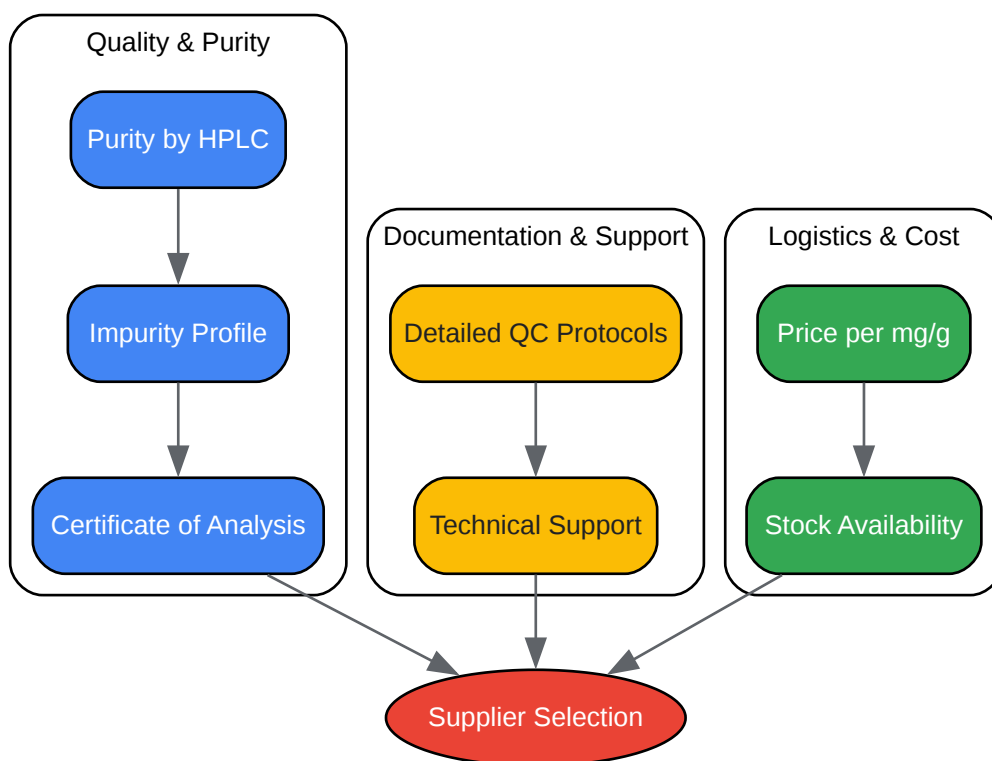 Quality & Purity
Purity by HPLC
Impurity Profile
Certificate of Analysis
Documentation & Support
Detailed QC Protocols
Technical Support
Logistics & Cost
Price per mg/g
Stock Availability
Supplier Selection